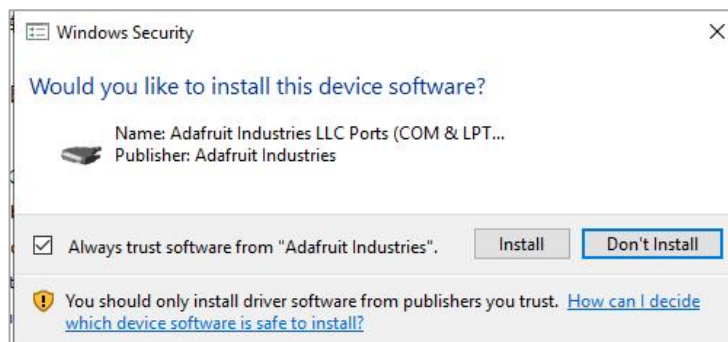 Windows Security
Would you like to install this device software?
Name: Adafruit Industries LLC Ports (COM & LPT...
Publisher: Adafruit Industries
Always trust software from "Adafruit Industries".
Install
Don't Install
You should only install driver software from publishers you trust. How can I decide
which device software is safe to install?